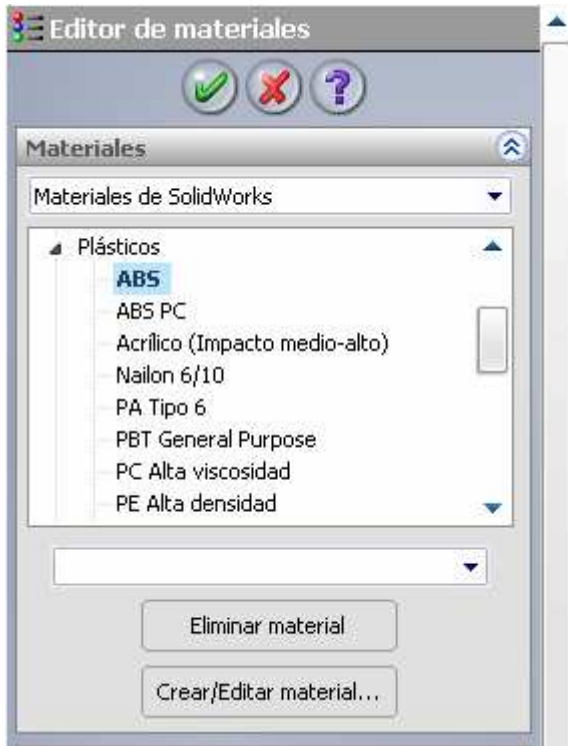 Editor de materiales
?
Materiales
Materiales de SolidWorks
Plásticos
ABS
ABS PC
Acrílico (Impacto medio-alto)
Nailon 6/10
PA Tipo 6
PBT General Purpose
PC Alta viscosidad
PE Alta densidad
Eliminar material
Crear/Editar material...